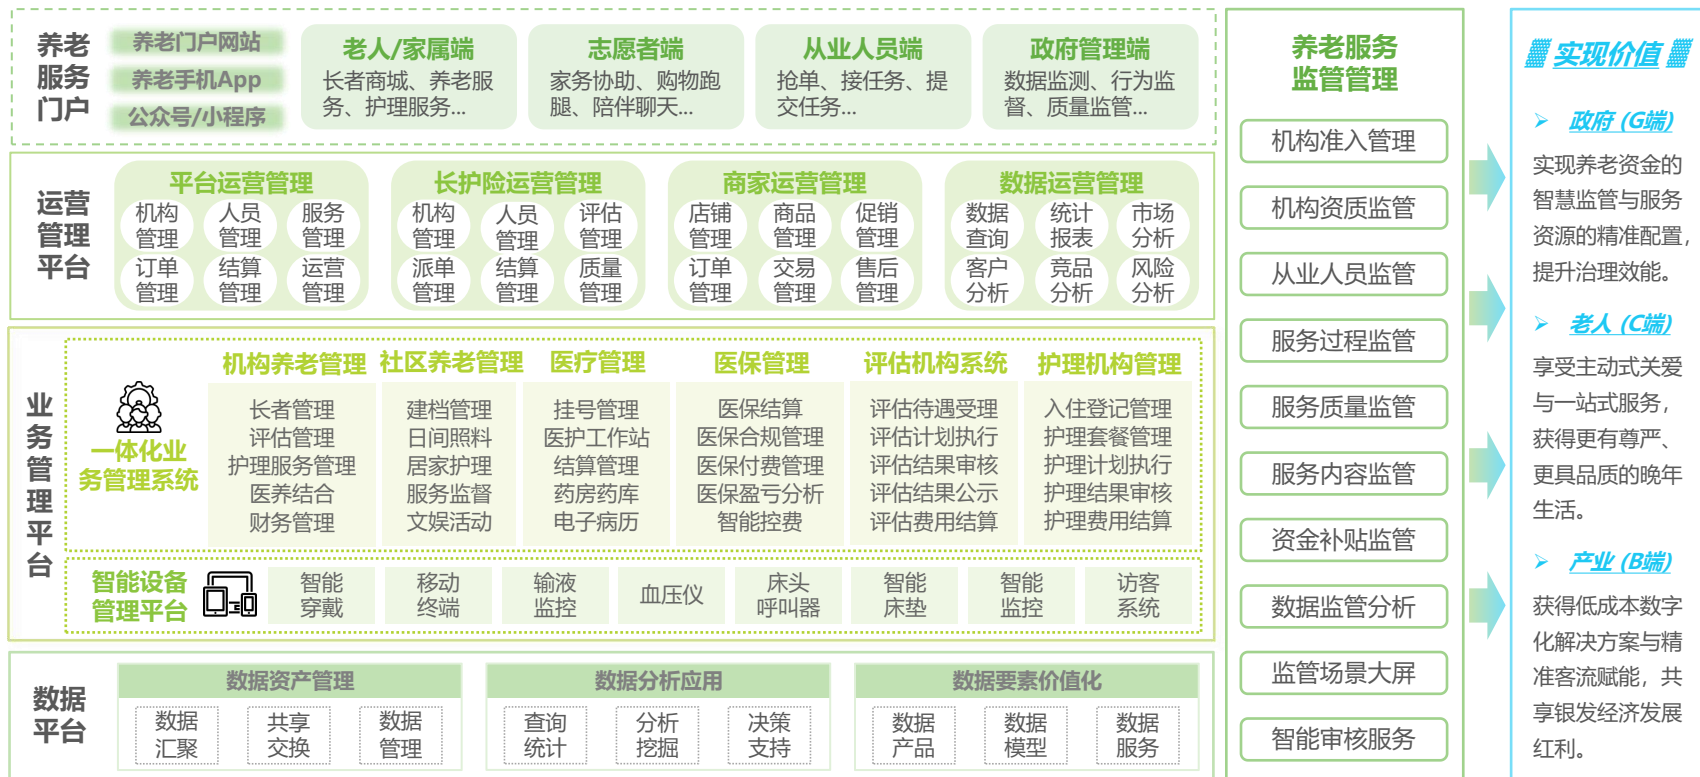 养老
服务
门户
养老门户网站
养老手机App
公众号/小程序
老人/家属端
长者商城、养老服
务、护理服务...
志愿者端
家务协助、购物跑
腿、陪伴聊天...
从业人员端
抢单、接任务、提
交任务...
政府管理端
数据监测、行为监
督、质量监管...
运营
管理
平台
平台运营管理
机构
管理
人员
管理
服务
管理
订单
管理
结算
管理
运营
管理
长护险运营管理
机构
管理
人员
管理
评估
管理
派单
管理
结算
管理
质量
管理
商家运营管理
店铺
管理
商品
管理
促销
管理
订单
管理
交易
管理
售后
管理
数据运营管理
数据
查询
统计
报表
市场
分析
客户
分析
竞品
分析
风险
分析
业
务
管
理
平
台
一体化业
务管理系统
机构养老管理
长者管理
评估管理
护理服务管理
医养结合
财务管理
社区养老管理
建档管理
日间照料
居家护理
服务监督
文娱活动
医疗管理
挂号管理
医护工作站
结算管理
药房药库
电子病历
医保管理
医保结算
医保合规管理
医保付费管理
医保盈亏分析
智能控费
评估机构系统
评估待遇受理
评估计划执行
评估结果审核
评估结果公示
评估费用结算
护理机构管理
入住登记管理
护理套餐管理
护理计划执行
护理结果审核
护理费用结算
智能设备
管理平台
智能
穿戴
移动
终端
输液
监控
血压仪
床头
呼叫器
智能
床垫
智能
监控
访客
系统
数据
平台
数据资产管理
数据
汇聚
共享
交换
数据
管理
数据分析应用
查询
统计
分析
挖掘
决策
支持
数据要素价值化
数据
产品
数据
模型
数据
服务
养老服务
监管管理
机构准入管理
机构资质监管
从业人员监管
服务过程监管
服务质量监管
服务内容监管
资金补贴监管
数据监管分析
监管场景大屏
智能审核服务
实现价值
政府 (G端)
实现养老资金的
智慧监管与服务
资源的精准配置，
提升治理效能。
老人 (C端)
享受主动式关爱
与一站式服务，
获得更有尊严、
更具品质的晚年
生活。
产业 (B端)
获得低成本数字
化解决方案与精
准客流赋能，共
享银发经济发展
红利。